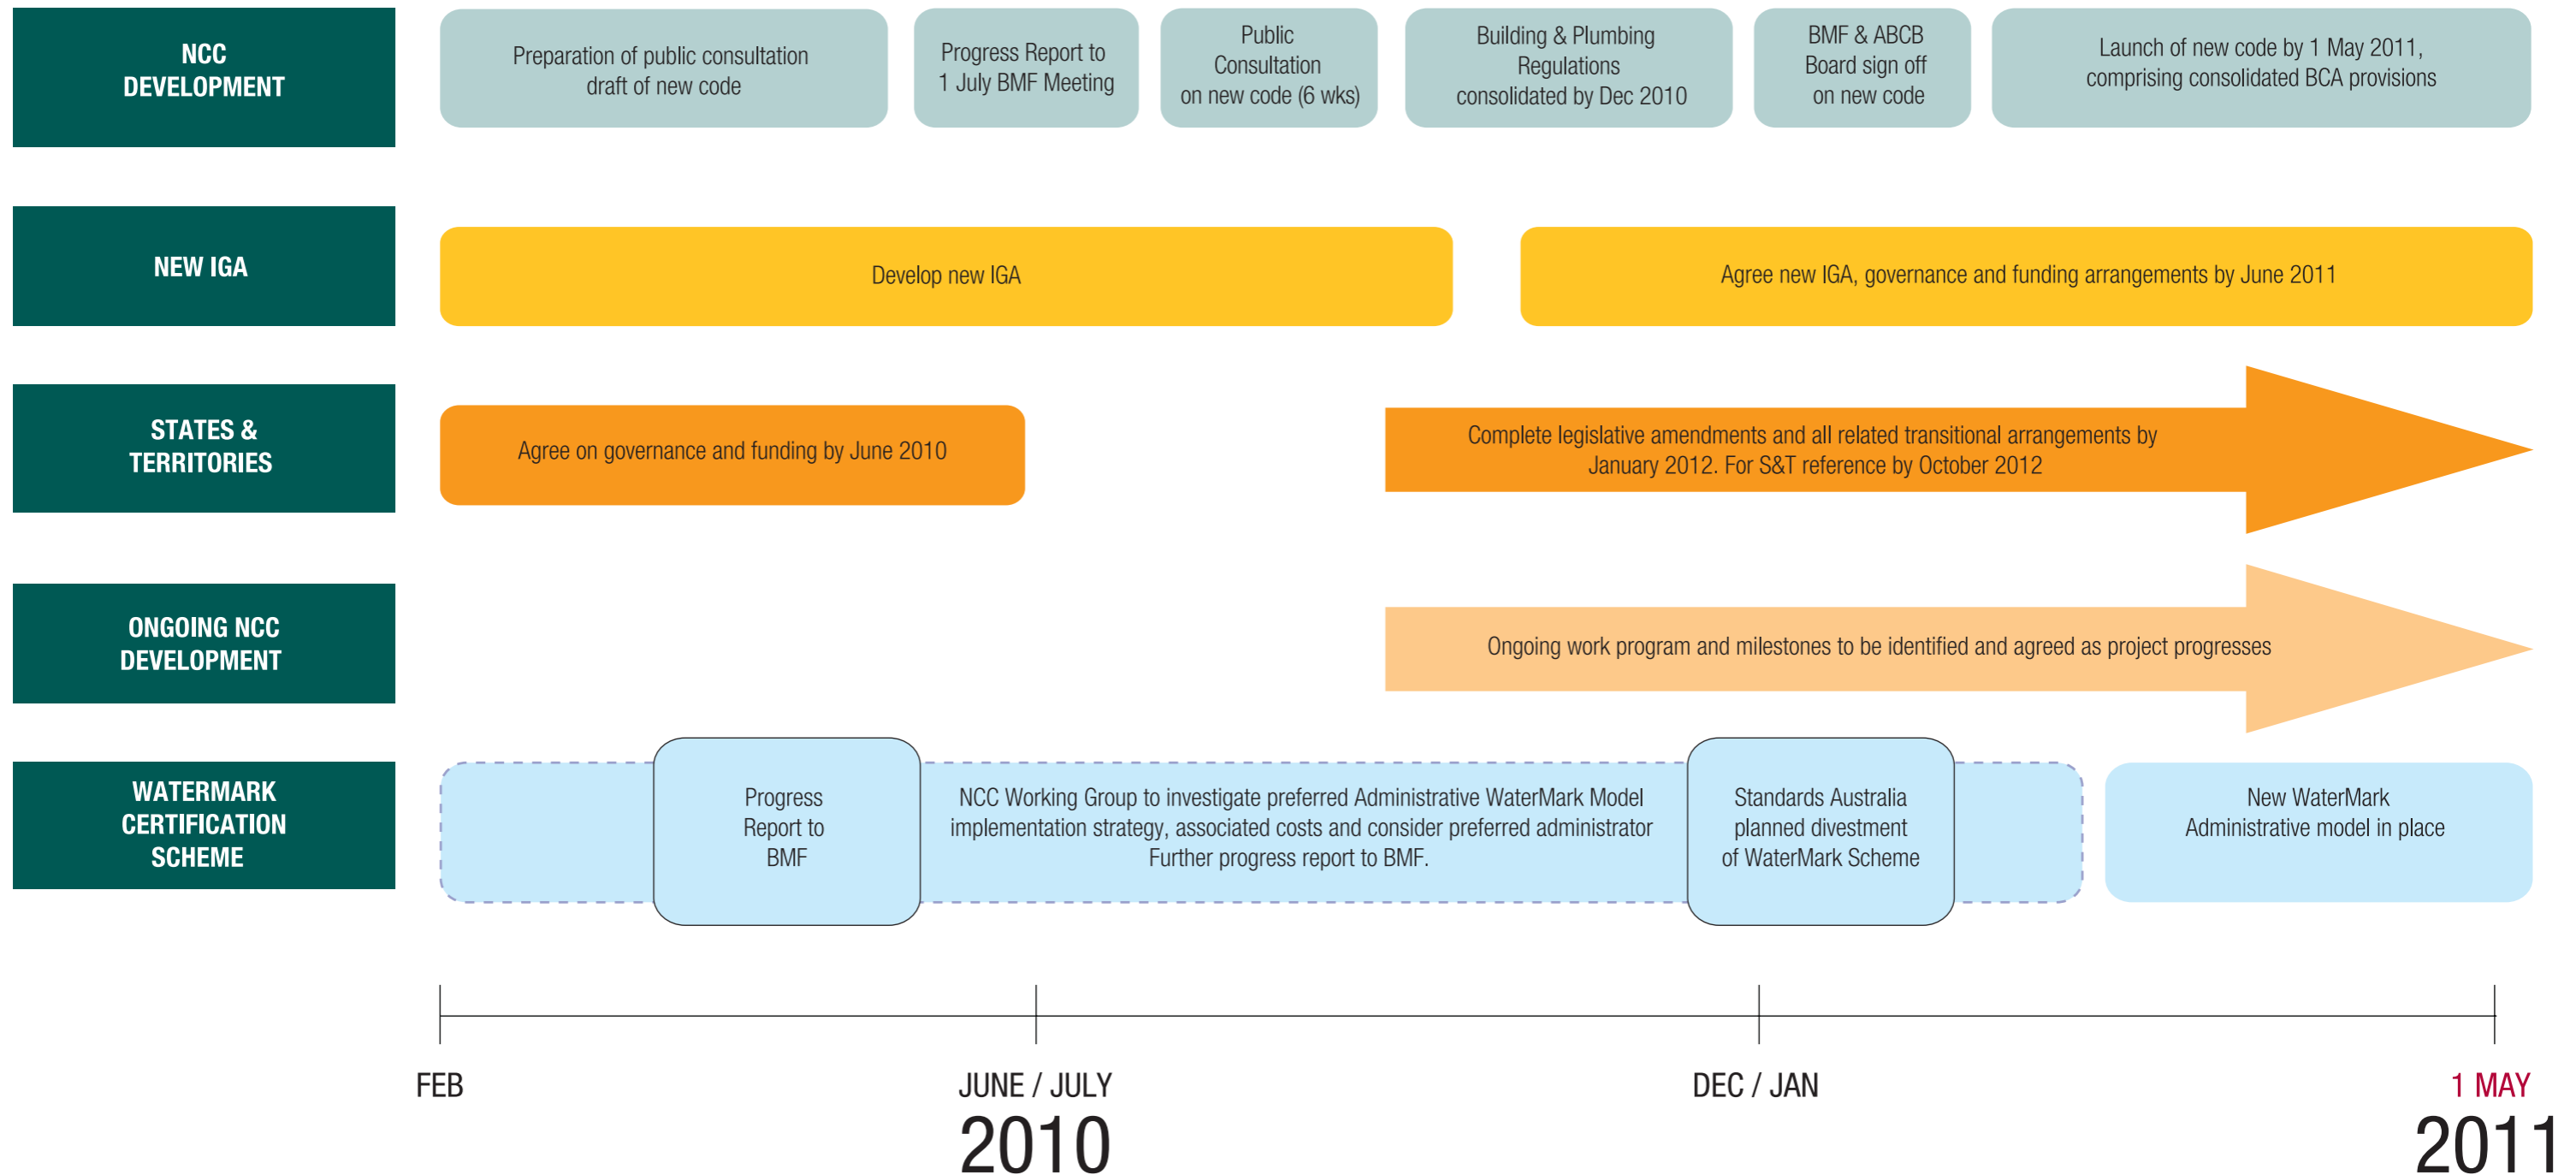 NCC
DEVELOPMENT
Preparation of public consultation
draft of new code
Progress Report to
1 July BMF Meeting
Public
Consultation
on new code (6 wks)
Building & Plumbing
Regulations
consolidated by Dec 2010
BMF & ABCB
Board sign off
on new code
Launch of new code by 1 May 2011,
comprising consolidated BCA provisions
NEW IGA
Develop new IGA
Agree new IGA, governance and funding arrangements by June 2011
STATES &
TERRITORIES
Agree on governance and funding by June 2010
Complete legislative amendments and all related transitional arrangements by
January 2012. For S&T reference by October 2012
ONGOING NCC
DEVELOPMENT
Ongoing work program and milestones to be identified and agreed as project progresses
WATERMARK
CERTIFICATION
SCHEME
Progress
Report to
BMF
NCC Working Group to investigate preferred Administrative WaterMark Model
implementation strategy, associated costs and consider preferred administrator
Further progress report to BMF.
Standards Australia
planned divestment
of WaterMark Scheme
New WaterMark
Administrative model in place
FEB
JUNE / JULY
2010
DEC / JAN
1 MAY
2011